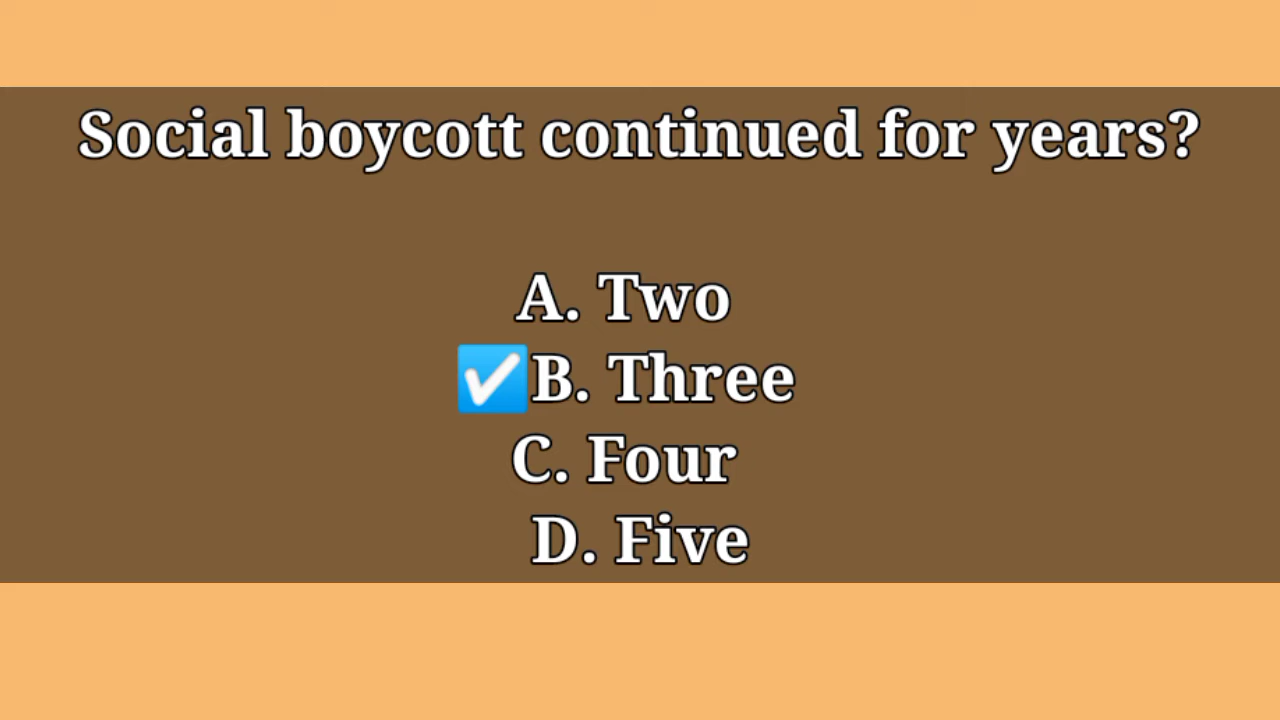 Social boycott continued for years?
A. Two
✅B. Three
C. Four
D. Five